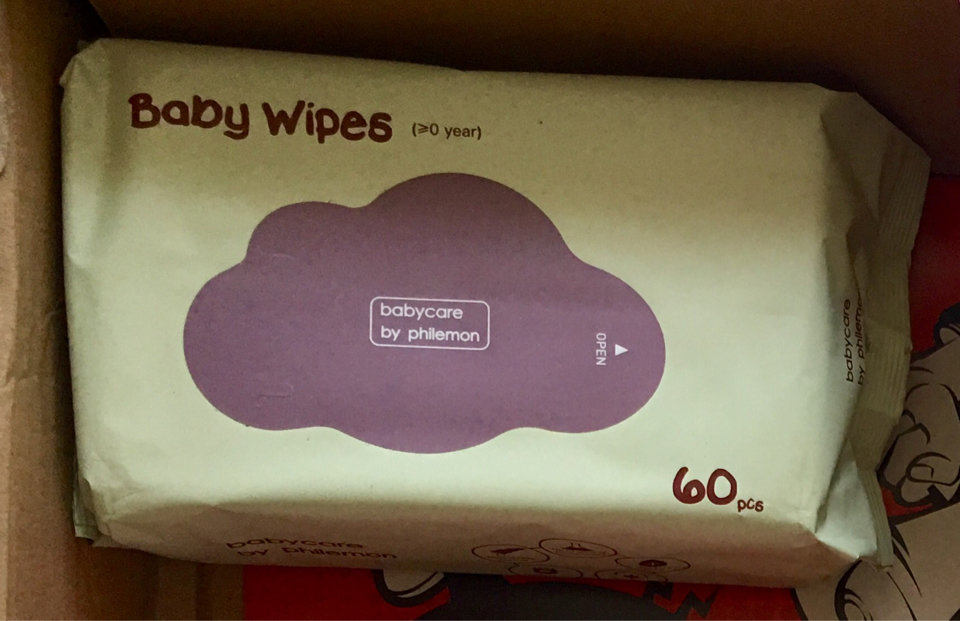 Baby Wipes (≥0 year)
babycare
by philemon
OPEN
60 pcs
babycare
by philemon
babycare
by philemon